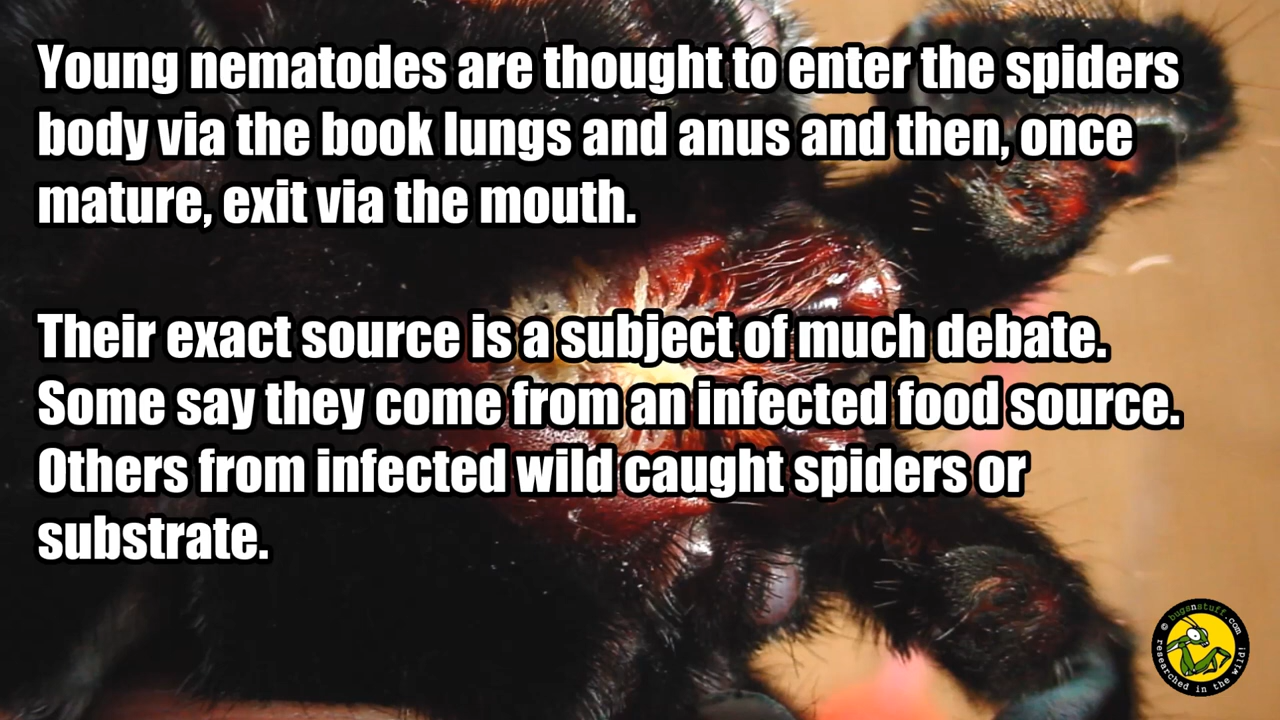 Young nematodes are thought to enter the spiders
body via the book lungs and anus and then, once
mature, exit via the mouth.
Their exact source is a subject of much debate.
Some say they come from an infected food source.
Others from infected wild caught spiders or
substrate.
© bugsnstuff.com
researched in the wild!